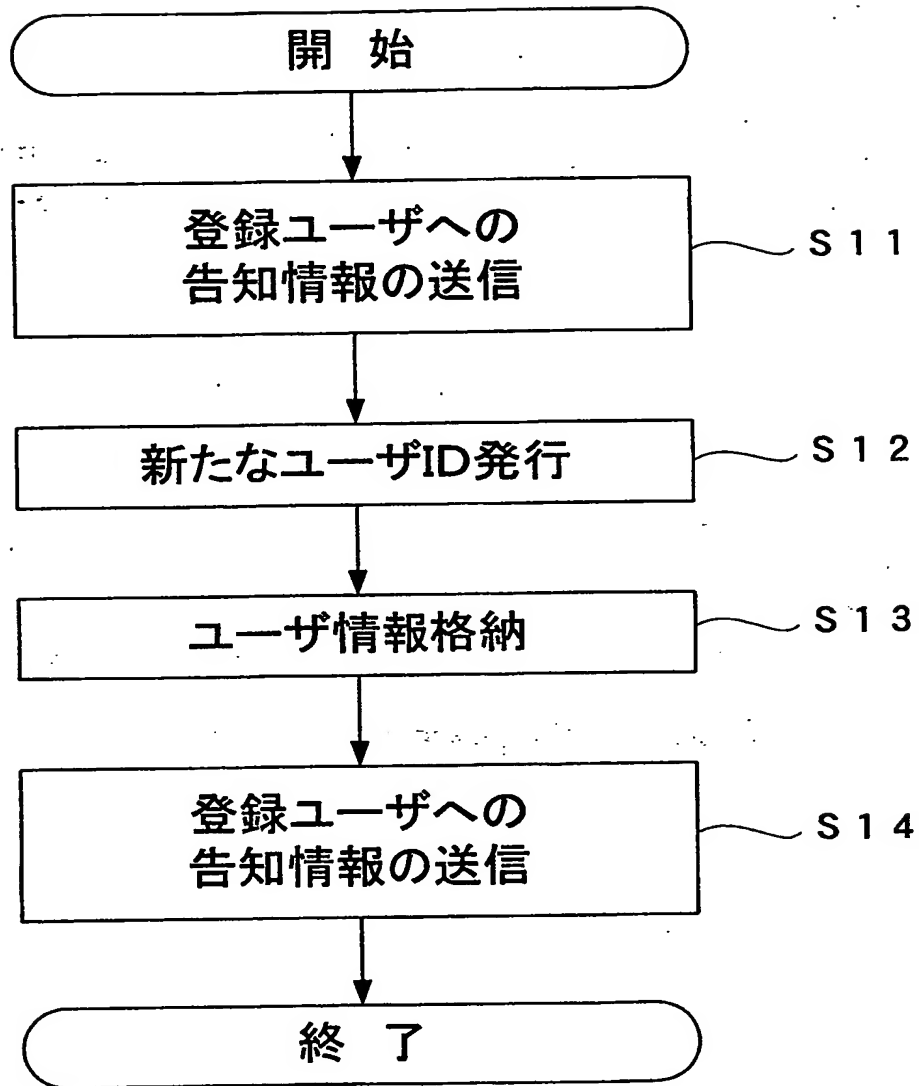 開 始
登録ユーザへの
告知情報の送信
S11
新たなユーザID発行
S12
ユーザ情報格納
S13
登録ユーザへの
告知情報の送信
S14
終 了